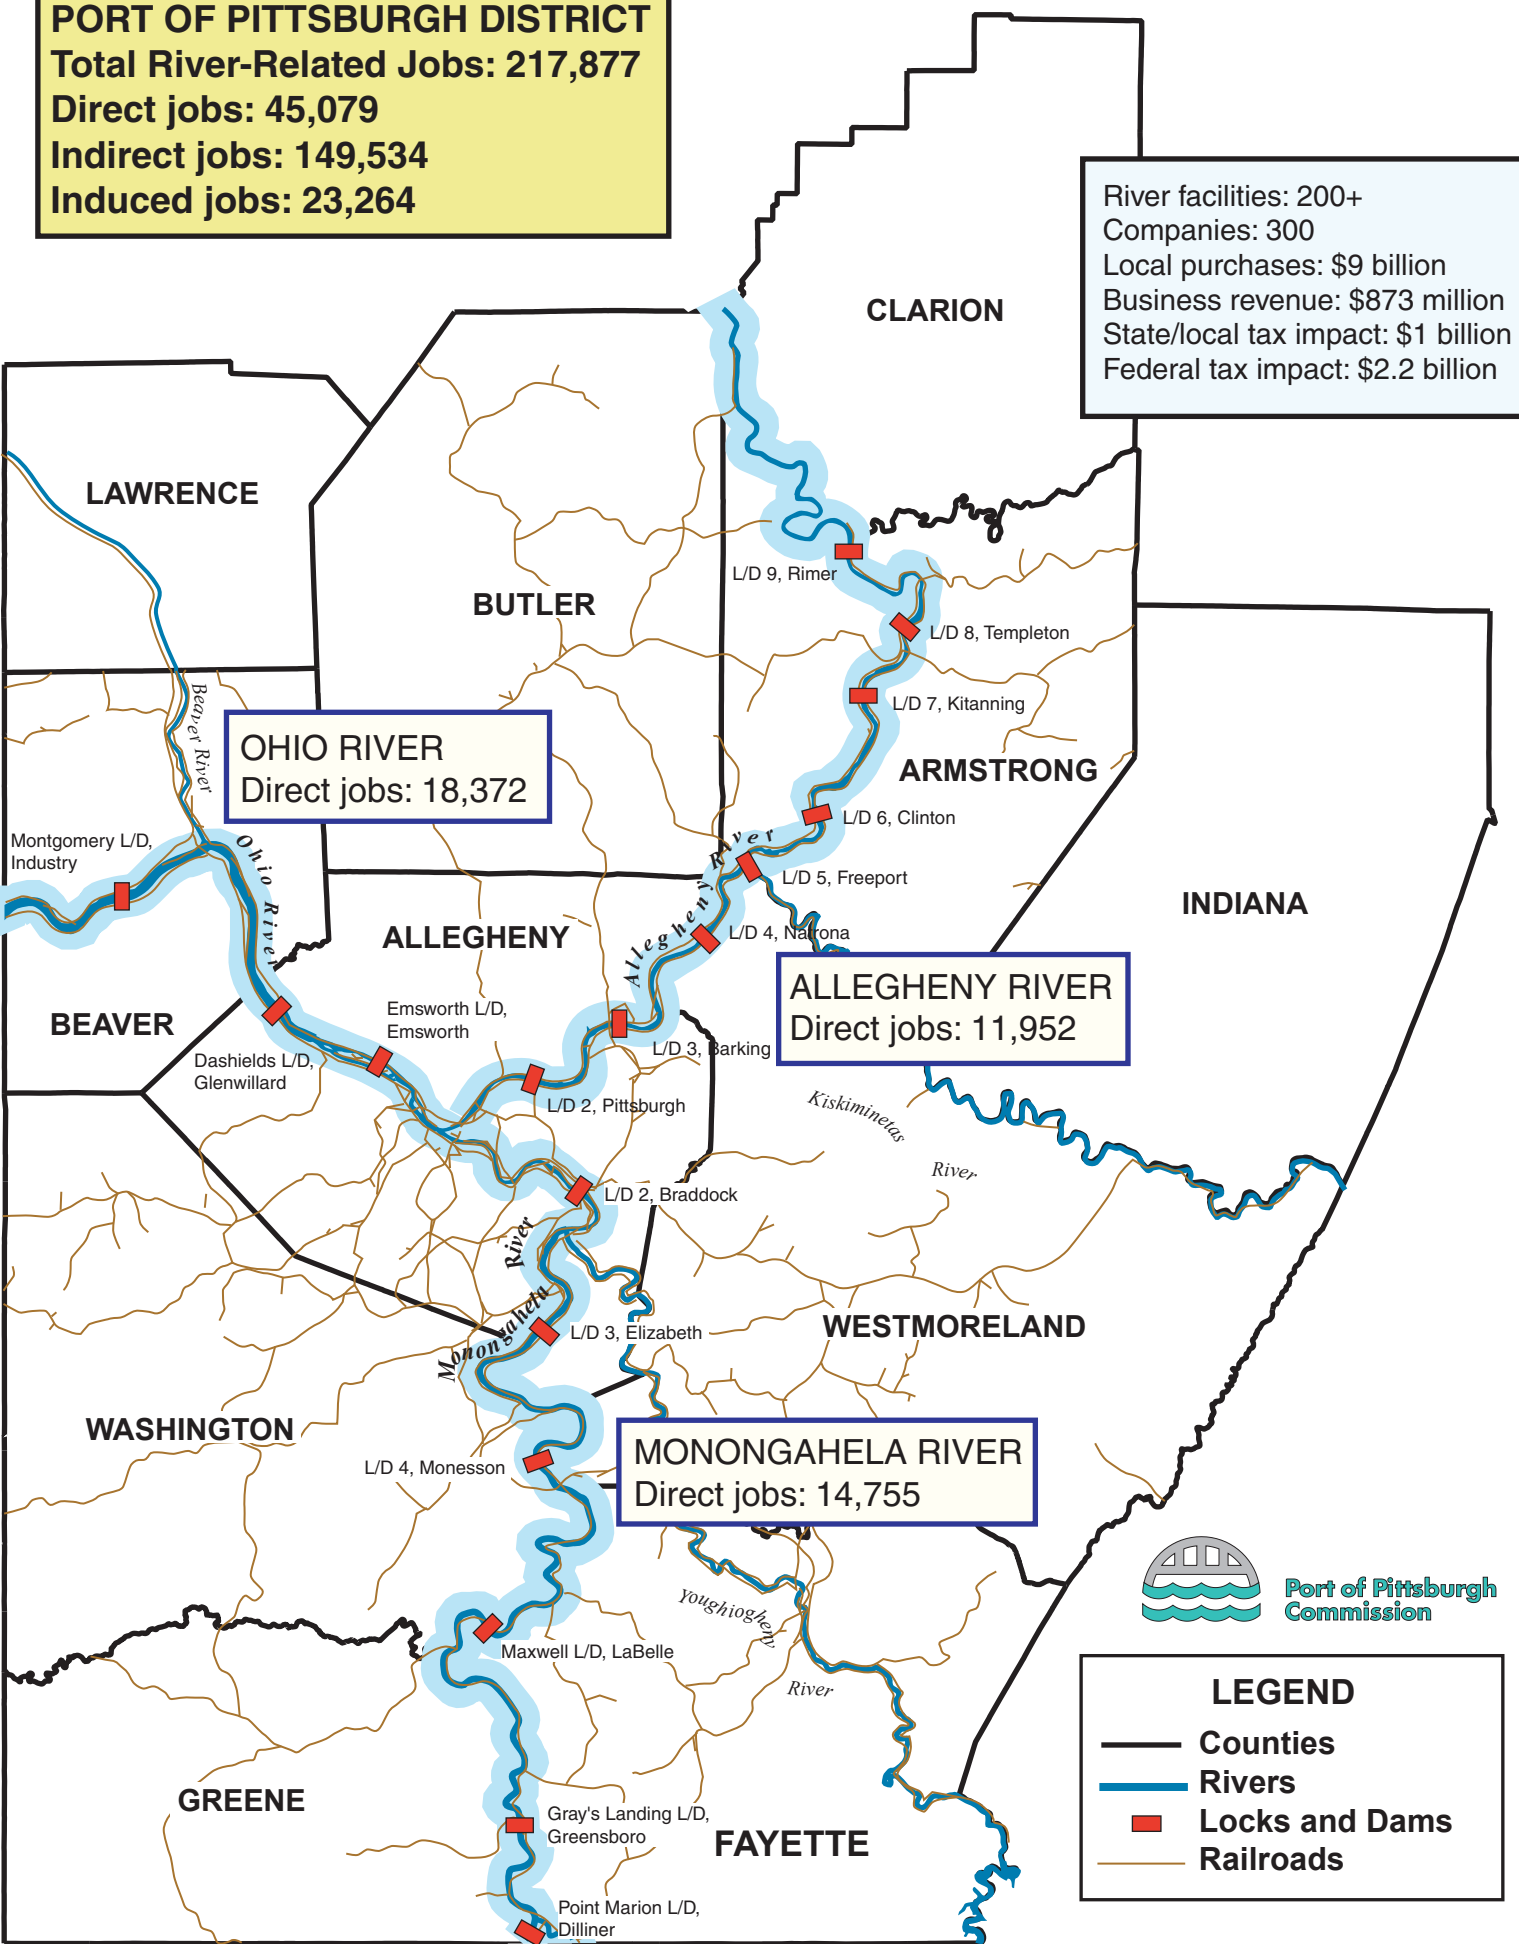 PORT OF PITTSBURGH DISTRICT
Total River-Related Jobs: 217,877
Direct jobs: 45,079
Indirect jobs: 149,534
Induced jobs: 23,264
River facilities: 200+
Companies: 300
Local purchases: $9 billion
Business revenue: $873 million
State/local tax impact: $1 billion
Federal tax impact: $2.2 billion
CLARION
LAWRENCE
BUTLER
L/D 9, Rimer
L/D 8, Templeton
L/D 7, Kitanning
Beaver River
OHIO RIVER
Direct jobs: 18,372
ARMSTRONG
L/D 6, Clinton
Montgomery L/D,
Industry
Ohio River
Allegheny River
L/D 5, Freeport
INDIANA
ALLEGHENY
L/D 4, Natrona
ALLEGHENY RIVER
Direct jobs: 11,952
BEAVER
Emsworth L/D,
Emsworth
L/D 3, Barking
Dashields L/D,
Glenwillard
L/D 2, Pittsburgh
Kiskiminetas
River
L/D 2, Braddock
Monongahela River
L/D 3, Elizabeth
WESTMORELAND
WASHINGTON
L/D 4, Monesson
MONONGAHELA RIVER
Direct jobs: 14,755
Youghiogheny
River
Port of Pittsburgh
Commission
Maxwell L/D, LaBelle
LEGEND
Counties
Rivers
Locks and Dams
Railroads
GREENE
Gray's Landing L/D,
Greensboro
FAYETTE
Point Marion L/D,
Dilliner